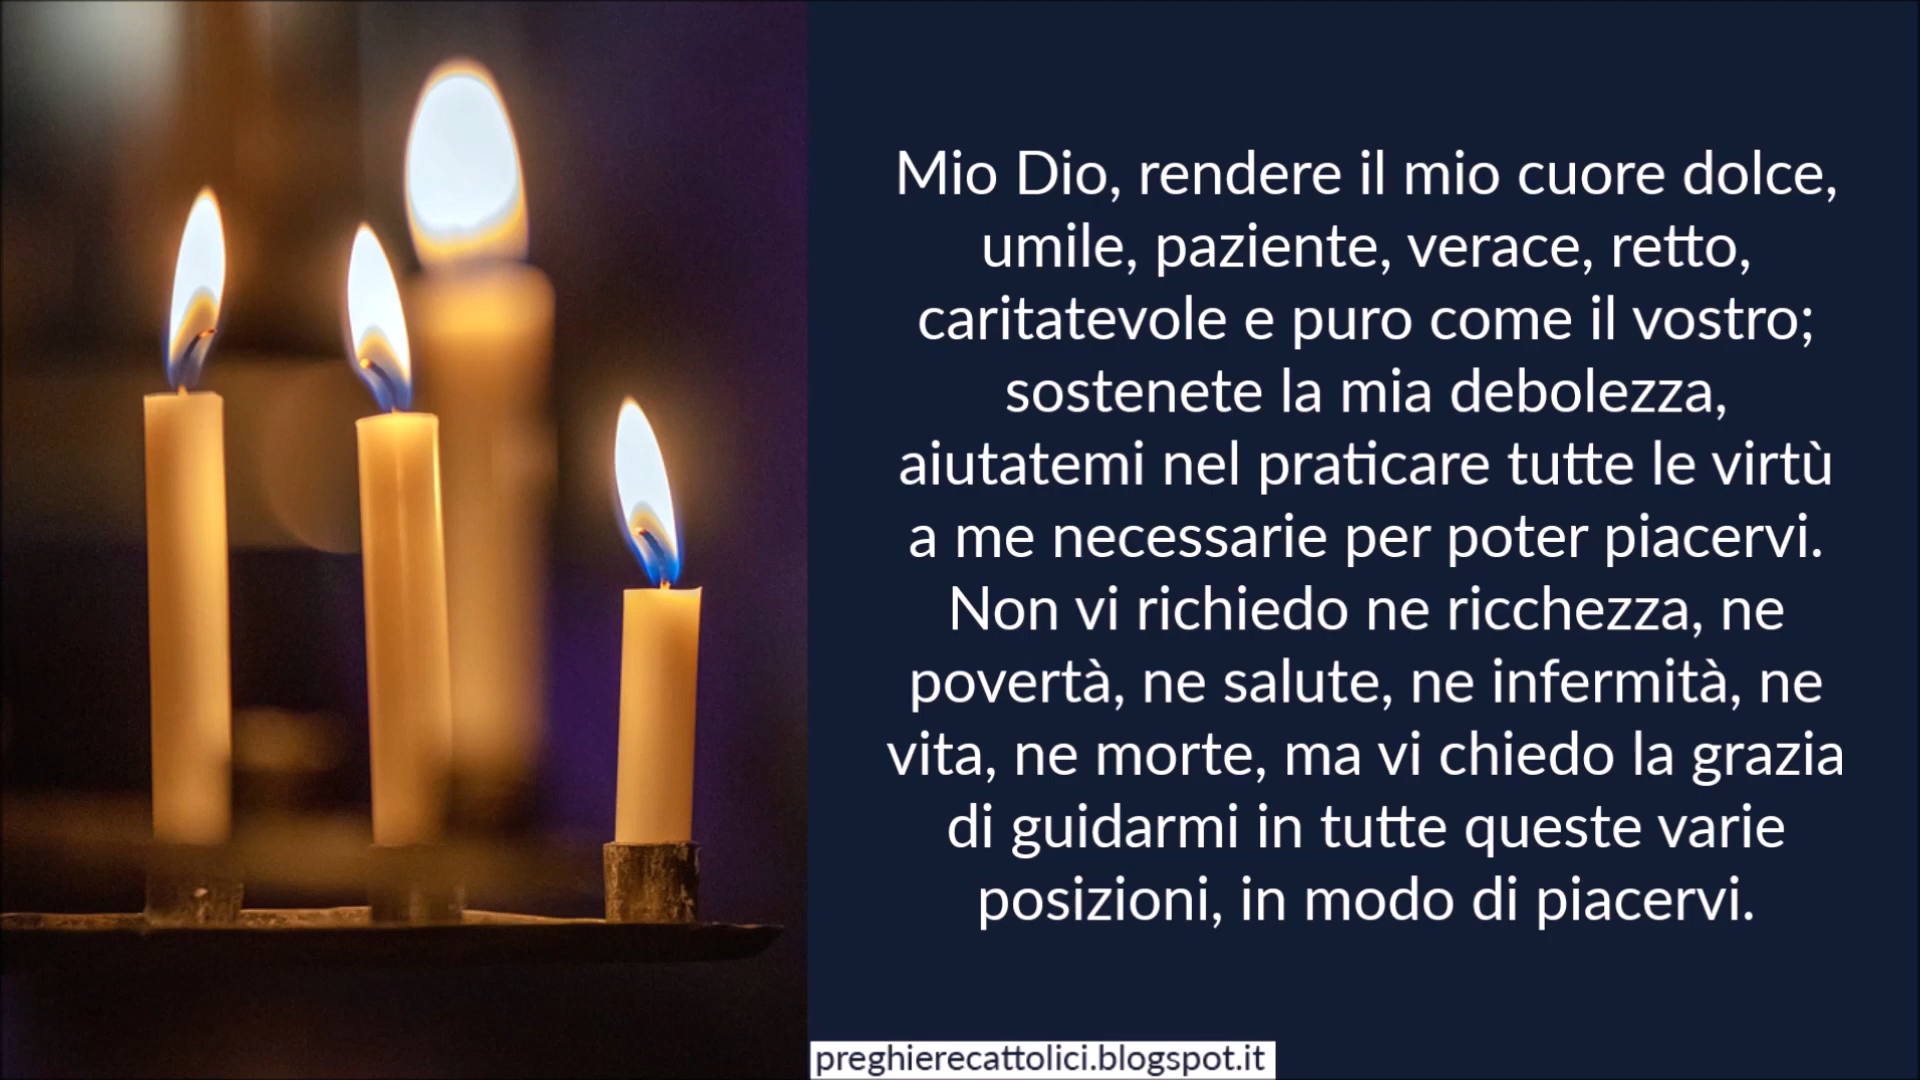 Mio Dio, rendere il mio cuore dolce,
umile, paziente, verace, retto,
caritatevole e puro come il vostro;
sostenete la mia debolezza,
aiutatemi nel praticare tutte le virtù
a me necessarie per poter piacervi.
Non vi richiedo ne ricchezza, ne
povertà, ne salute, ne infermità, ne
vita, ne morte, ma vi chiedo la grazia
di guidarmi in tutte queste varie
posizioni, in modo di piacervi.
preghierecattolici.blogspot.it